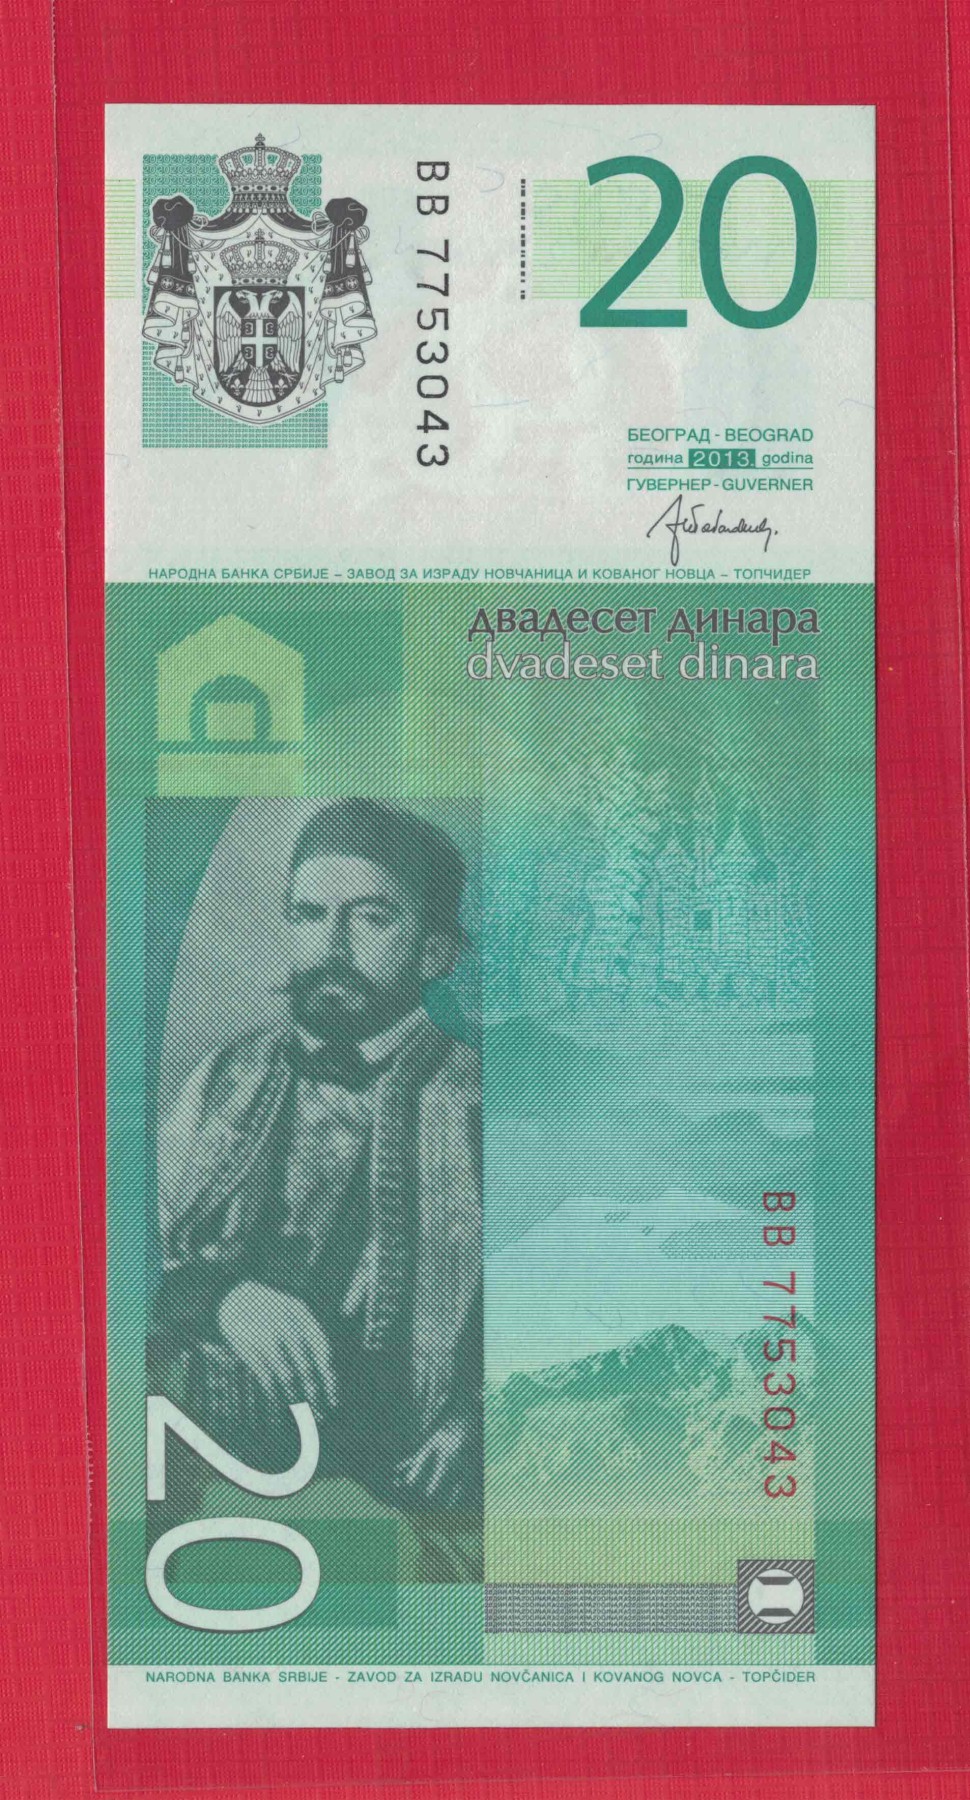 BB 7753043
20
БЕОГРАД - BEOGRAD
година 2013. godina
ГУВЕРНЕР - GUVERNER
НАРОДНА БАНКА СРБИЈЕ – ЗАВОД ЗА ИЗРАДУ НОВЧАНИЦА И КОВАНОГ НОВЦА – ТОПЧИДЕР
двадесет динара
dvadeset dinara
BB 7753043
20
NARODNA BANKA SRBIJE - ZAVOD ZA IZRADU NOVČANICA I KOVANOG NOVCA - TOPČIDER